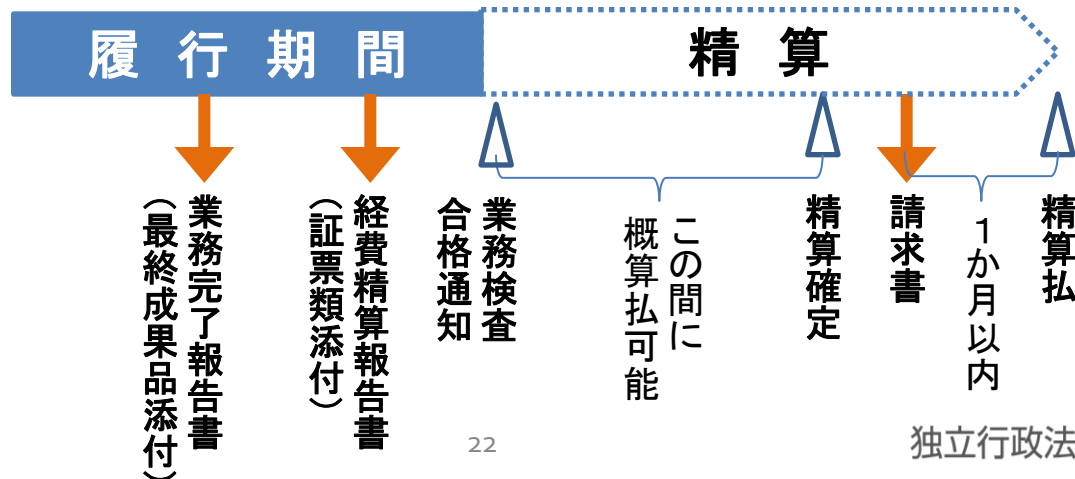 履行期間
精算
業務完了報告書
（最終成果品添付）
経費精算報告書
（証票類添付）
業務検査
合格通知
この間に
概算払可能
精算確定
請求書
１か月以内
精算払
22
独立行政法